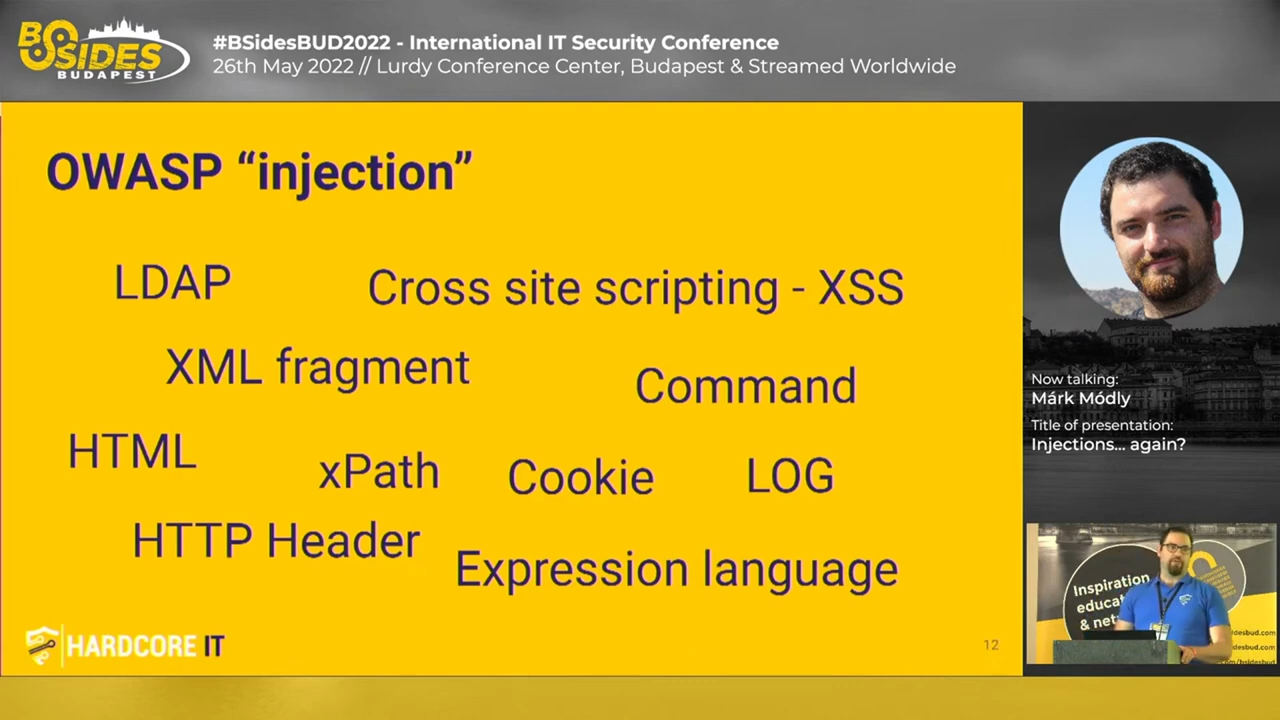 BSIDES
BUDAPEST
#BSidesBUD2022 - International IT Security Conference
26th May 2022 // Lurdy Conference Center, Budapest & Streamed Worldwide
OWASP “injection”
LDAP
Cross site scripting - XSS
XML fragment
Command
HTML
xPath
Cookie
LOG
HTTP Header
Expression language
HARDCORE IT
12
Now talking:
Márk Módly
Title of presentation:
Injections... again?
Inspiration